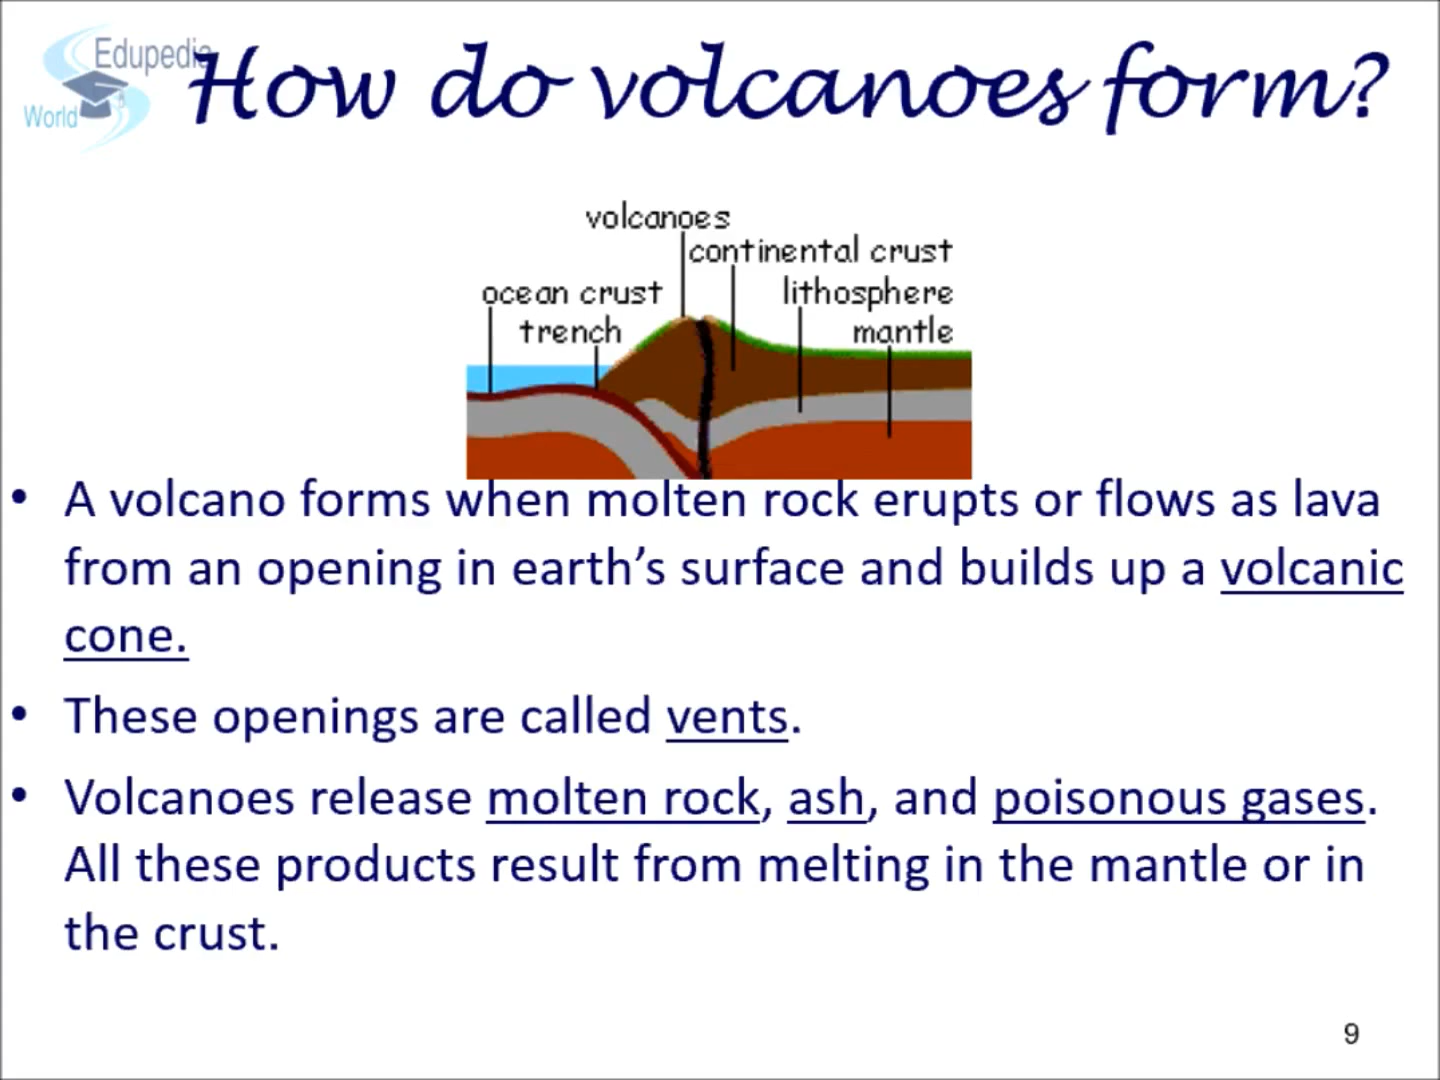 Edupedia
World
How do volcanoes form?
volcanoes
continental crust
ocean crust
lithosphere
trench
mantle
• A volcano forms when molten rock erupts or flows as lava
from an opening in earth’s surface and builds up a volcanic
cone.
• These openings are called vents.
• Volcanoes release molten rock, ash, and poisonous gases.
All these products result from melting in the mantle or in
the crust.
9